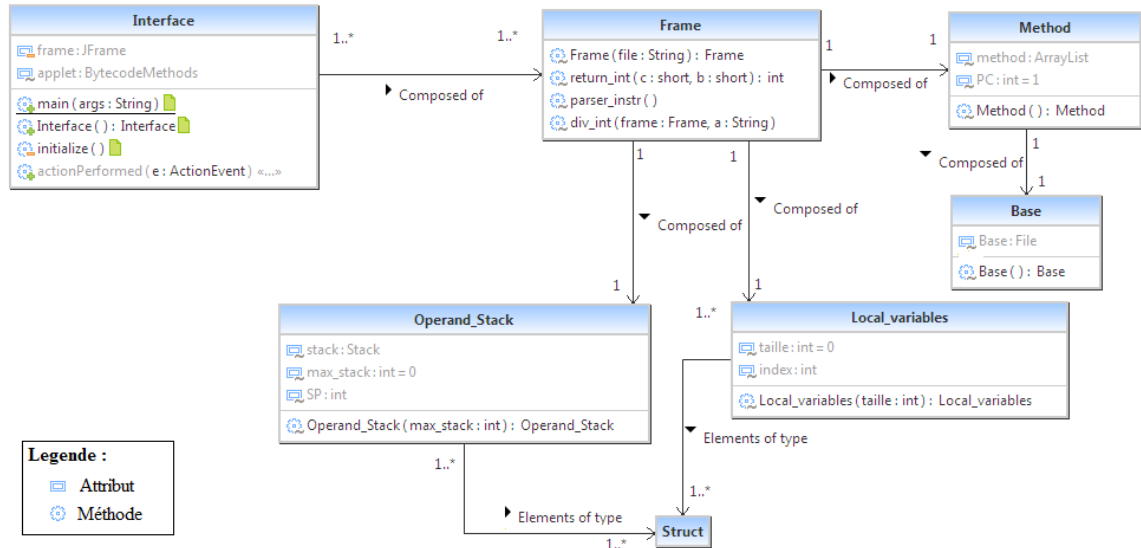 Interface
frame : JFrame
applet : BytecodeMethods
main ( args : String )
Interface ( ) : Interface
initialize ( )
actionPerformed ( e : ActionEvent ) «...»
1..*
1..*
Composed of
Frame
Frame ( file : String ) : Frame
return_int ( c : short, b : short ) : int
parser_instr ( )
div_int ( frame : Frame, a : String )
1
1
Composed of
Method
method : ArrayList
PC : int = 1
Method ( ) : Method
1
Composed of
1
Base
Base : File
Base ( ) : Base
1
Composed of
1
1
Composed of
1
Operand_Stack
stack : Stack
max_stack : int = 0
SP : int
Operand_Stack ( max_stack : int ) : Operand_Stack
1..*
Local_variables
taille : int = 0
index : int
Local_variables ( taille : int ) : Local_variables
Elements of type
1..*
1..*
Elements of type
1..*
Struct
Legende :
Attribut
Méthode